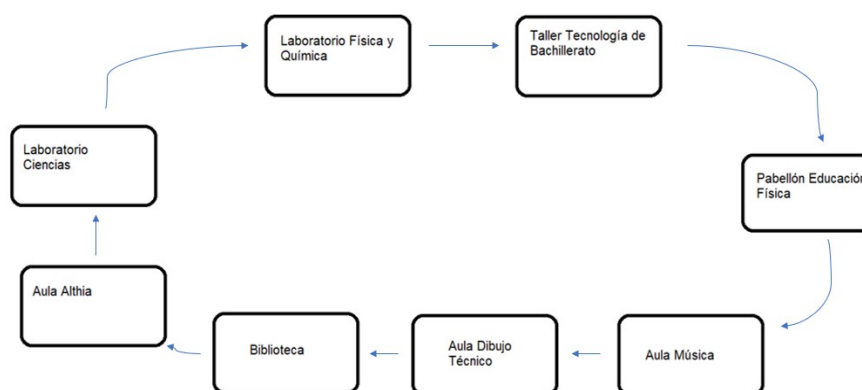 Laboratorio Física y
Química
Taller Tecnología de
Bachillerato
Laboratorio
Ciencias
Pabellón Educación
Física
Aula Althia
Biblioteca
Aula Dibujo
Técnico
Aula Música